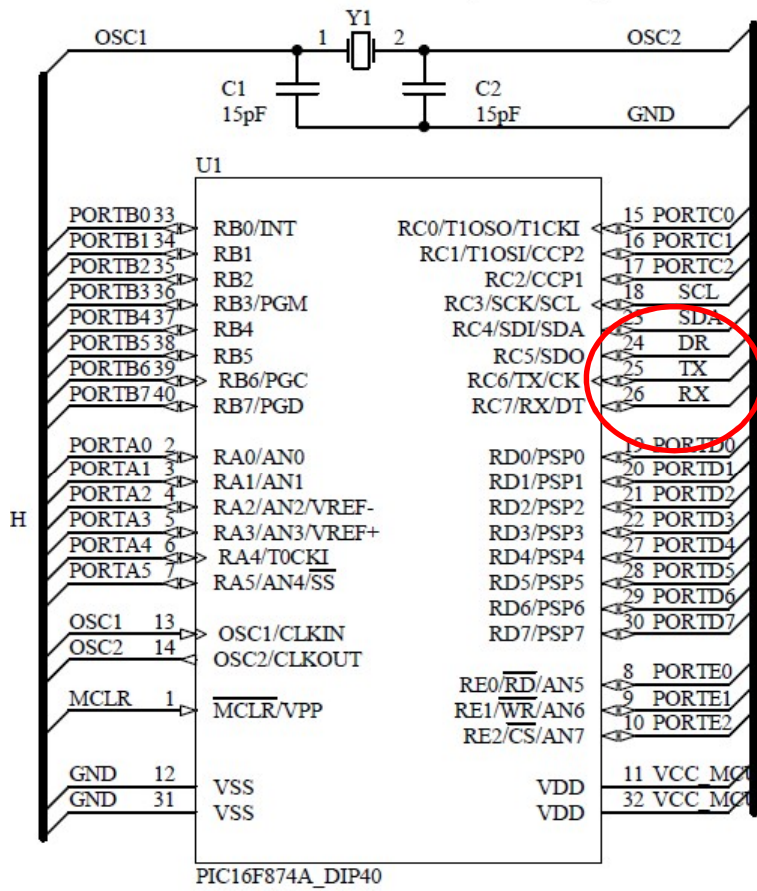 Y1
OSC1 1 2 OSC2
C1 C2
15pF 15pF GND
U1
PORTB0 33 RB0/INT RC0/T1OSO/T1CKI 15 PORTC0
PORTB1 34 RB1 RC1/T1OSI/CCP2 16 PORTC1
PORTB2 35 RB2 RC2/CCP1 17 PORTC2
PORTB3 36 RB3/PGM RC3/SCK/SCL 18 SCL
PORTB4 37 RB4 RC4/SDI/SDA 23 SDA
PORTB5 38 RB5 RC5/SDO 24 DR
PORTB6 39 RB6/PGC RC6/TX/CK 25 TX
PORTB7 40 RB7/PGD RC7/RX/DT 26 RX
PORTA0 2 RA0/AN0 RD0/PSP0 19 PORTD0
PORTA1 3 RA1/AN1 RD1/PSP1 20 PORTD1
PORTA2 4 RA2/AN2/VREF- RD2/PSP2 21 PORTD2
H PORTA3 5 RA3/AN3/VREF+ RD3/PSP3 22 PORTD3
PORTA4 6 RA4/T0CKI RD4/PSP4 27 PORTD4
PORTA5 7 RA5/AN4/SS RD5/PSP5 28 PORTD5
RD6/PSP6 29 PORTD6
OSC1 13 OSC1/CLKIN RD7/PSP7 30 PORTD7
OSC2 14 OSC2/CLKOUT
RE0/RD/AN5 8 PORTE0
MCLR 1 MCLR/VPP RE1/WR/AN6 9 PORTE1
RE2/CS/AN7 10 PORTE2
GND 12 VSS VDD 11 VCC_MCU
GND 31 VSS VDD 32 VCC_MCU
PIC16F874A_DIP40